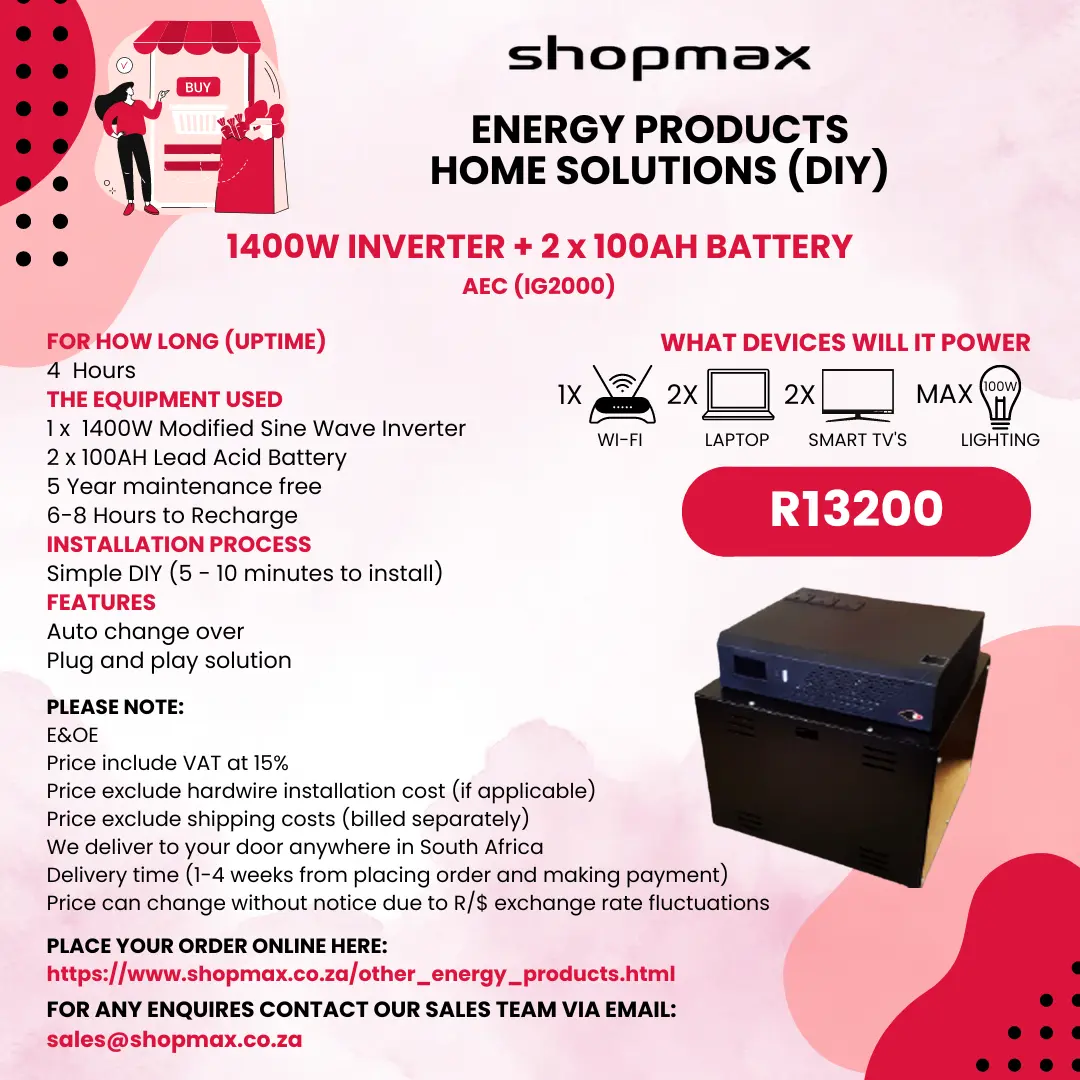 BUY
shopmax
ENERGY PRODUCTS
HOME SOLUTIONS (DIY)
1400W INVERTER + 2 x 100AH BATTERY
AEC (IG2000)
FOR HOW LONG (UPTIME)
4 Hours
THE EQUIPMENT USED
1 x 1400W Modified Sine Wave Inverter
2 x 100AH Lead Acid Battery
5 Year maintenance free
6-8 Hours to Recharge
INSTALLATION PROCESS
Simple DIY (5 - 10 minutes to install)
FEATURES
Auto change over
Plug and play solution
WHAT DEVICES WILL IT POWER
1X 2X 2X MAX 100W
WI-FI LAPTOP SMART TV'S LIGHTING
R13200
PLEASE NOTE:
E&OE
Price include VAT at 15%
Price exclude hardwire installation cost (if applicable)
Price exclude shipping costs (billed separately)
We deliver to your door anywhere in South Africa
Delivery time (1-4 weeks from placing order and making payment)
Price can change without notice due to R/$ exchange rate fluctuations
PLACE YOUR ORDER ONLINE HERE:
https://www.shopmax.co.za/other_energy_products.html
FOR ANY ENQUIRES CONTACT OUR SALES TEAM VIA EMAIL:
sales@shopmax.co.za